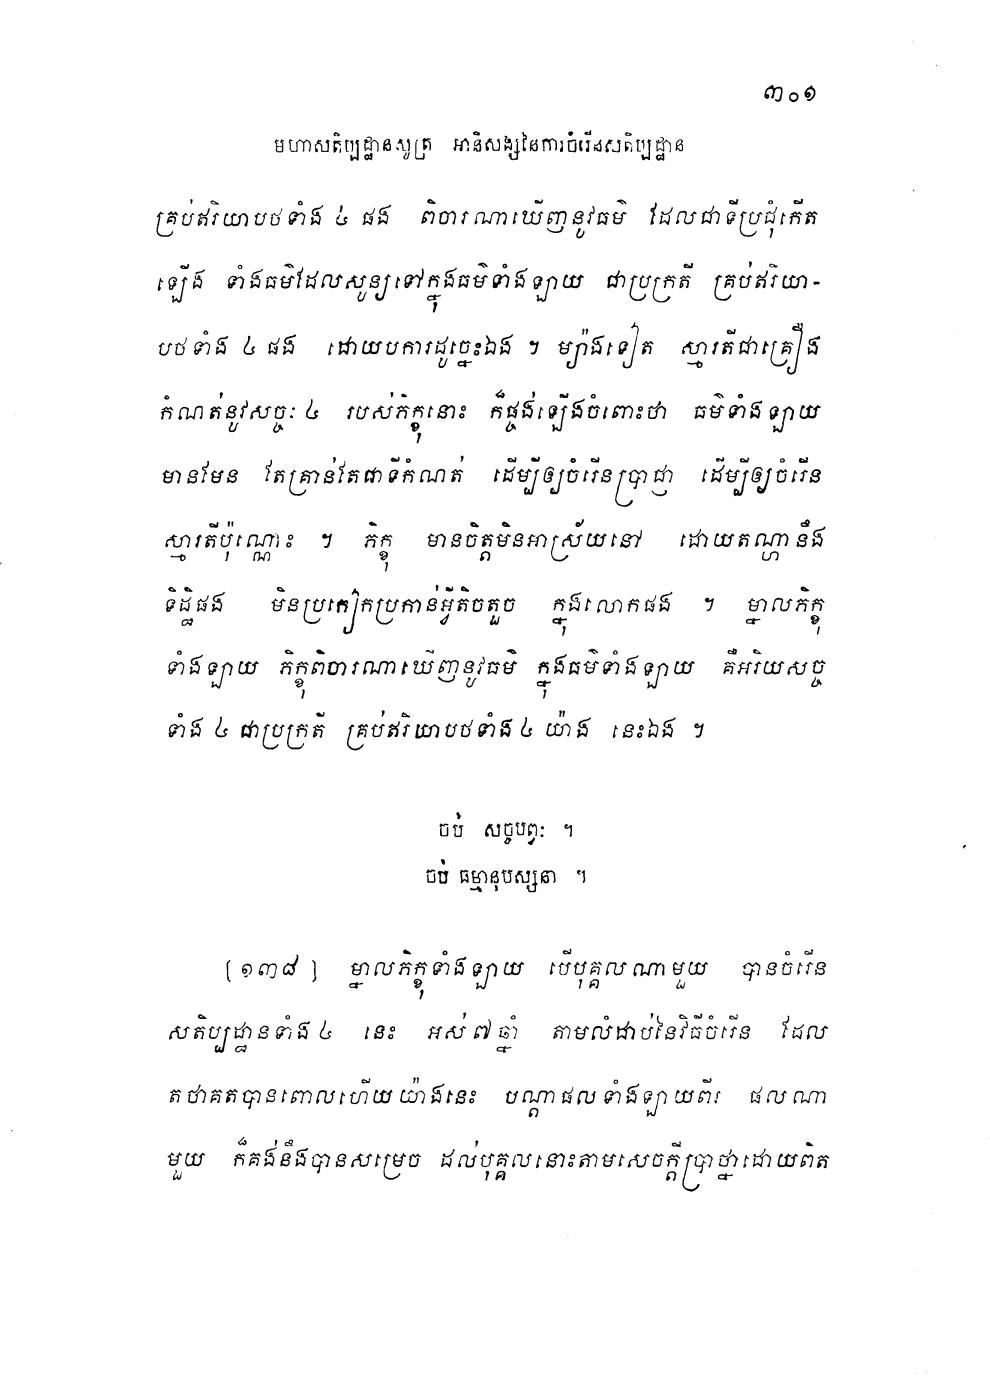 ៣០១
មហាសតិប្បដ្ឋានសូត្រ អានិសង្សនៃការចំរើនសតិប្បដ្ឋាន
គ្រប់ឥរិយាបថទាំង ៤ ផង ពិចារណាឃើញនូវធម៌ ដែលជាទីប្រជុំកើត
ឡើង ទាំងធម៌ដែលសូន្យទៅក្នុងធម៌ទាំងឡាយ ជាប្រក្រតី គ្រប់ឥរិយា-
បថទាំង ៤ ផង ដោយបការដូច្នេះឯង ។ ម្យ៉ាងទៀត ស្មារតីជាគ្រឿង
កំណត់នូវសច្ចៈ ៤ របស់ភិក្ខុនោះ ក៏ផ្ចង់ឡើងចំពោះថា ធម៌ទាំងឡាយ
មានមែន តែគ្រាន់តែជាទីកំណត់ ដើម្បីឲ្យចំរើនប្រាជ្ញា ដើម្បីឲ្យចំរើន
ស្មារតីប៉ុណ្ណោះ ។ ភិក្ខុ មានចិត្តមិនអាស្រ័យនៅ ដោយតណ្ហានឹង
ទិដ្ឋិផង មិនប្រកៀកប្រកាន់អ្វីតិចតួច ក្នុងលោកផង ។ ម្នាលភិក្ខុ
ទាំងឡាយ ភិក្ខុពិចារណាឃើញនូវធម៌ ក្នុងធម៌ទាំងឡាយ គឺអរិយសច្ច
ទាំង ៤ ជាប្រក្រតី គ្រប់ឥរិយាបថទាំង ៤ យ៉ាង នេះឯង ។
ចប់ សច្ចបព្វៈ ។
ចប់ ធម្មានុបស្សនា ។
[១៣៨] ម្នាលភិក្ខុទាំងឡាយ បើបុគ្គលណាមួយ បានចំរើន
សតិប្បដ្ឋានទាំង ៤ នេះ អស់ ៧ ឆ្នាំ តាមលំដាប់នៃវិធីចំរើន ដែល
តថាគតបានពោលហើយយ៉ាងនេះ បណ្តាផលទាំងឡាយពីរ ផលណា
មួយ ក៏គង់នឹងបានសម្រេច ដល់បុគ្គលនោះតាមសេចក្តីប្រាថ្នាដោយពិត